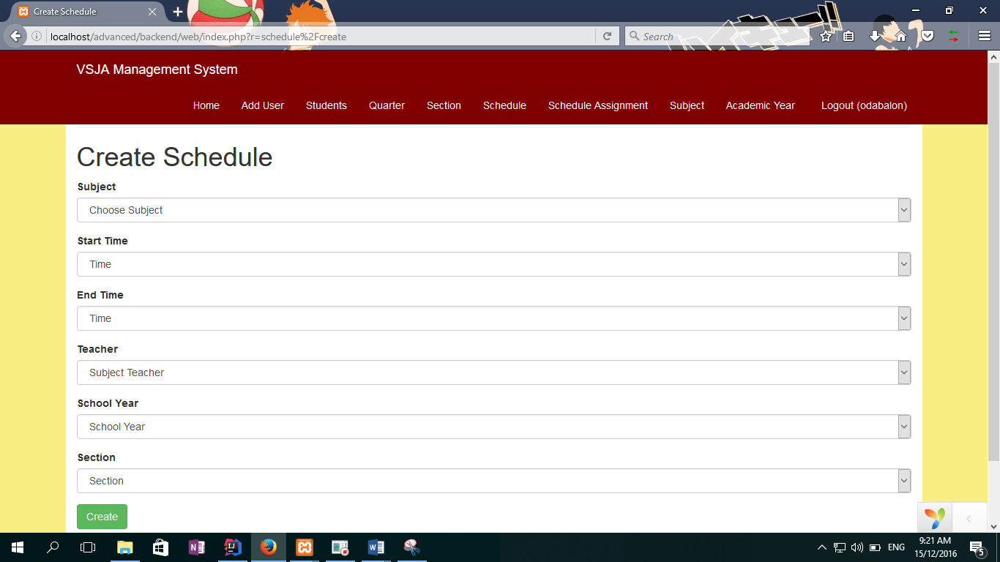 Create Schedule
localhost/advanced/backend/web/index.php?r=schedule%2Fcreate
Search
VSJA Management System
Home Add User Students Quarter Section Schedule Schedule Assignment Subject Academic Year Logout (odabalon)
Create Schedule
Subject
Choose Subject
Start Time
Time
End Time
Time
Teacher
Subject Teacher
School Year
School Year
Section
Section
Create
ENG
9:21 AM
15/12/2016
5